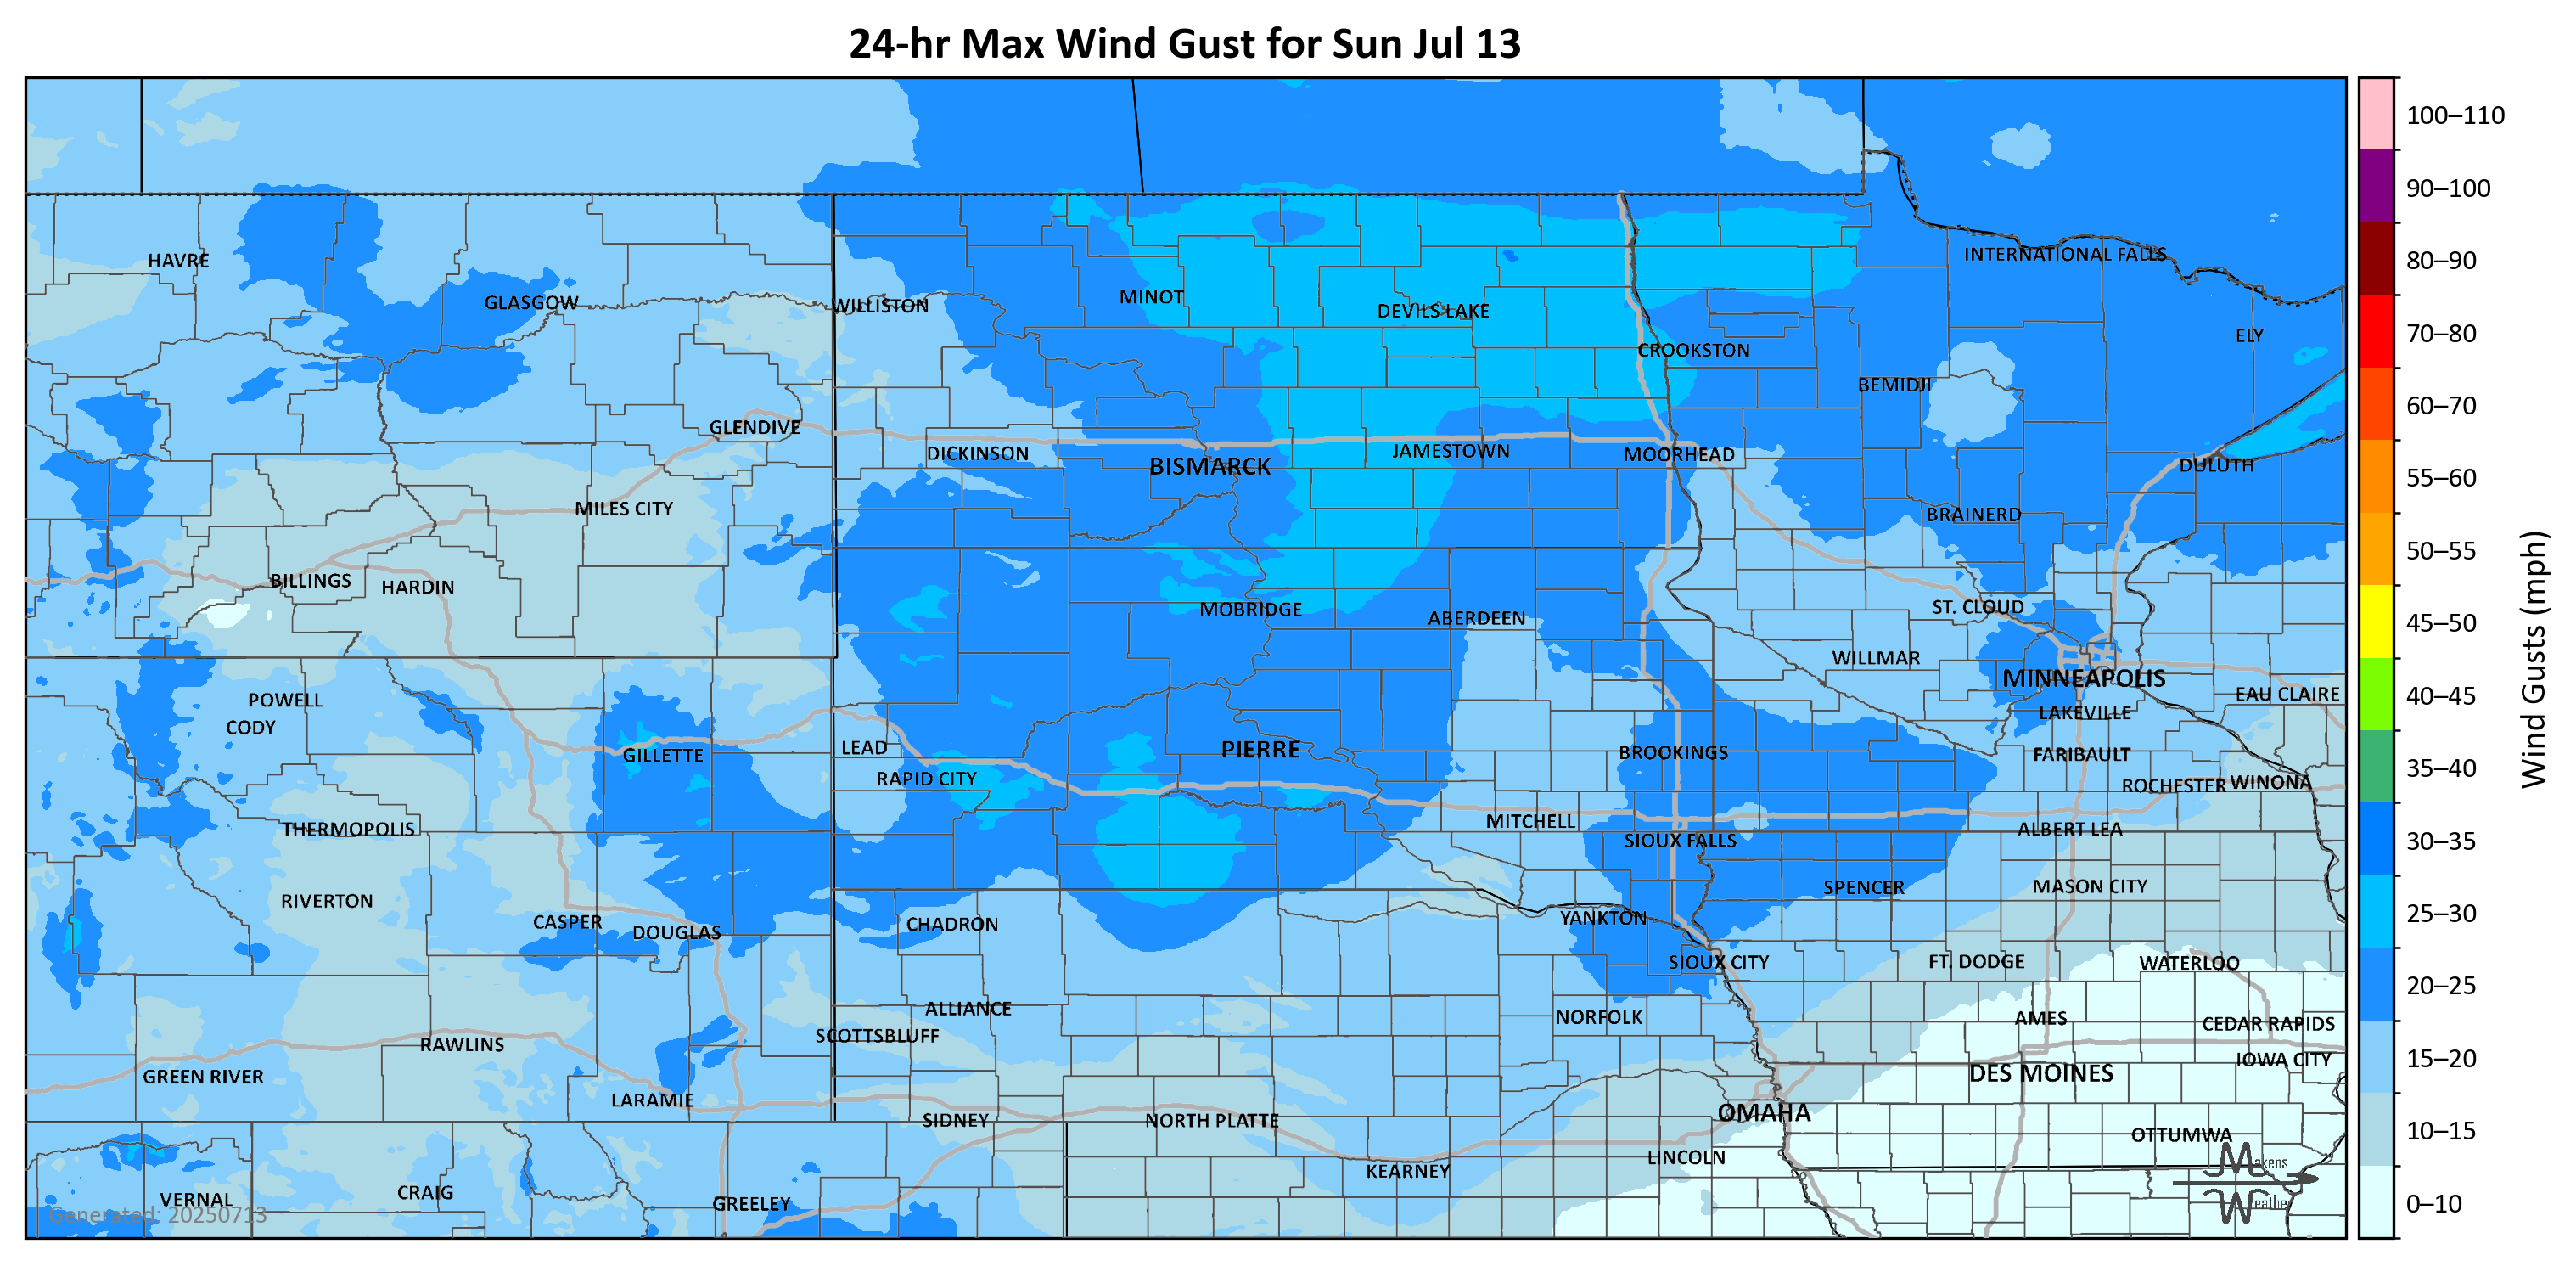 24-hr Max Wind Gust for Sun Jul 13
100–110
90–100
80–90
70–80
60–70
55–60
50–55
45–50
40–45
35–40
30–35
25–30
20–25
15–20
10–15
0–10
Wind Gusts (mph)
HAVRE
INTERNATIONAL FALLS
GLASGOW
WILLISTON
MINOT
DEVILS LAKE
ELY
CROOKSTON
BEMIDJI
GLENDIVE
DICKINSON
BISMARCK
JAMESTOWN
MOORHEAD
DULUTH
MILES CITY
BRAINERD
BILLINGS
HARDIN
MOBRIDGE
ABERDEEN
ST. CLOUD
WILLMAR
MINNEAPOLIS
EAU CLAIRE
POWELL
CODY
LAKEVILLE
GILLETTE
LEAD
RAPID CITY
PIERRE
BROOKINGS
FARIBAULT
ROCHESTER
WINONA
THERMOPOLIS
MITCHELL
SIOUX FALLS
ALBERT LEA
RIVERTON
SPENCER
MASON CITY
CASPER
DOUGLAS
CHADRON
YANKTON
SIOUX CITY
FT. DODGE
WATERLOO
ALLIANCE
SCOTTSBLUFF
NORFOLK
AMES
CEDAR RAPIDS
RAWLINS
GREEN RIVER
IOWA CITY
DES MOINES
LARAMIE
SIDNEY
NORTH PLATTE
OMAHA
OTTUMWA
KEARNEY
LINCOLN
VERNAL
CRAIG
GREELEY
Generated: 20250713
Makens
Weather